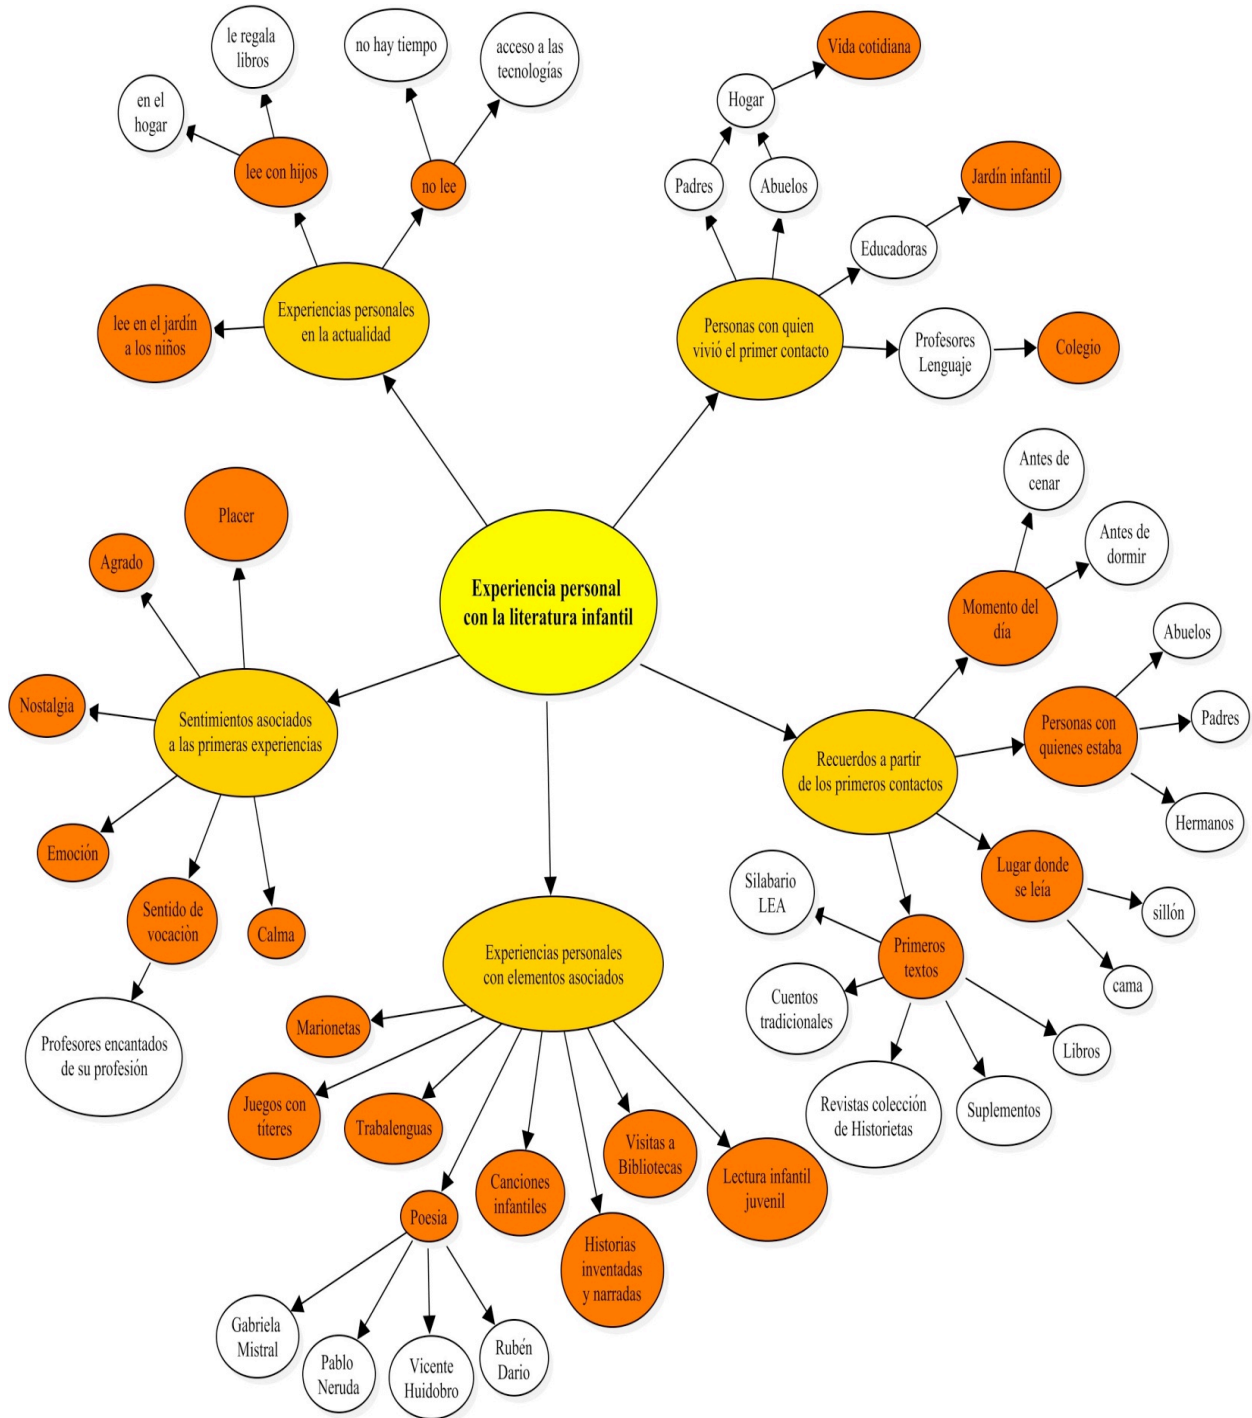 le regala
libros
no hay tiempo
acceso a las
tecnologías
en el
hogar
lee con hijos
no lee
lee en el jardín
a los niños
Experiencias personales
en la actualidad
Vida cotidiana
Hogar
Padres
Abuelos
Jardín infantil
Educadoras
Personas con quien
vivió el primer contacto
Profesores
Lenguaje
Colegio
Experiencia personal
con la literatura infantil
Placer
Agrado
Nostalgia
Sentimientos asociados
a las primeras experiencias
Emoción
Sentido de
vocaciòn
Calma
Profesores encantados
de su profesión
Antes de
cenar
Antes de
dormir
Momento del
día
Abuelos
Personas con
quienes estaba
Padres
Hermanos
Recuerdos a partir
de los primeros contactos
Lugar donde
se leía
sillón
cama
Primeros
textos
Silabario
LEA
Cuentos
tradicionales
Revistas colección
de Historietas
Suplementos
Libros
Experiencias personales
con elementos asociados
Marionetas
Juegos con
títeres
Trabalenguas
Poesia
Canciones
infantiles
Historias
inventadas
y narradas
Visitas a
Bibliotecas
Lectura infantil
juvenil
Gabriela
Mistral
Pablo
Neruda
Vicente
Huidobro
Rubén
Dario